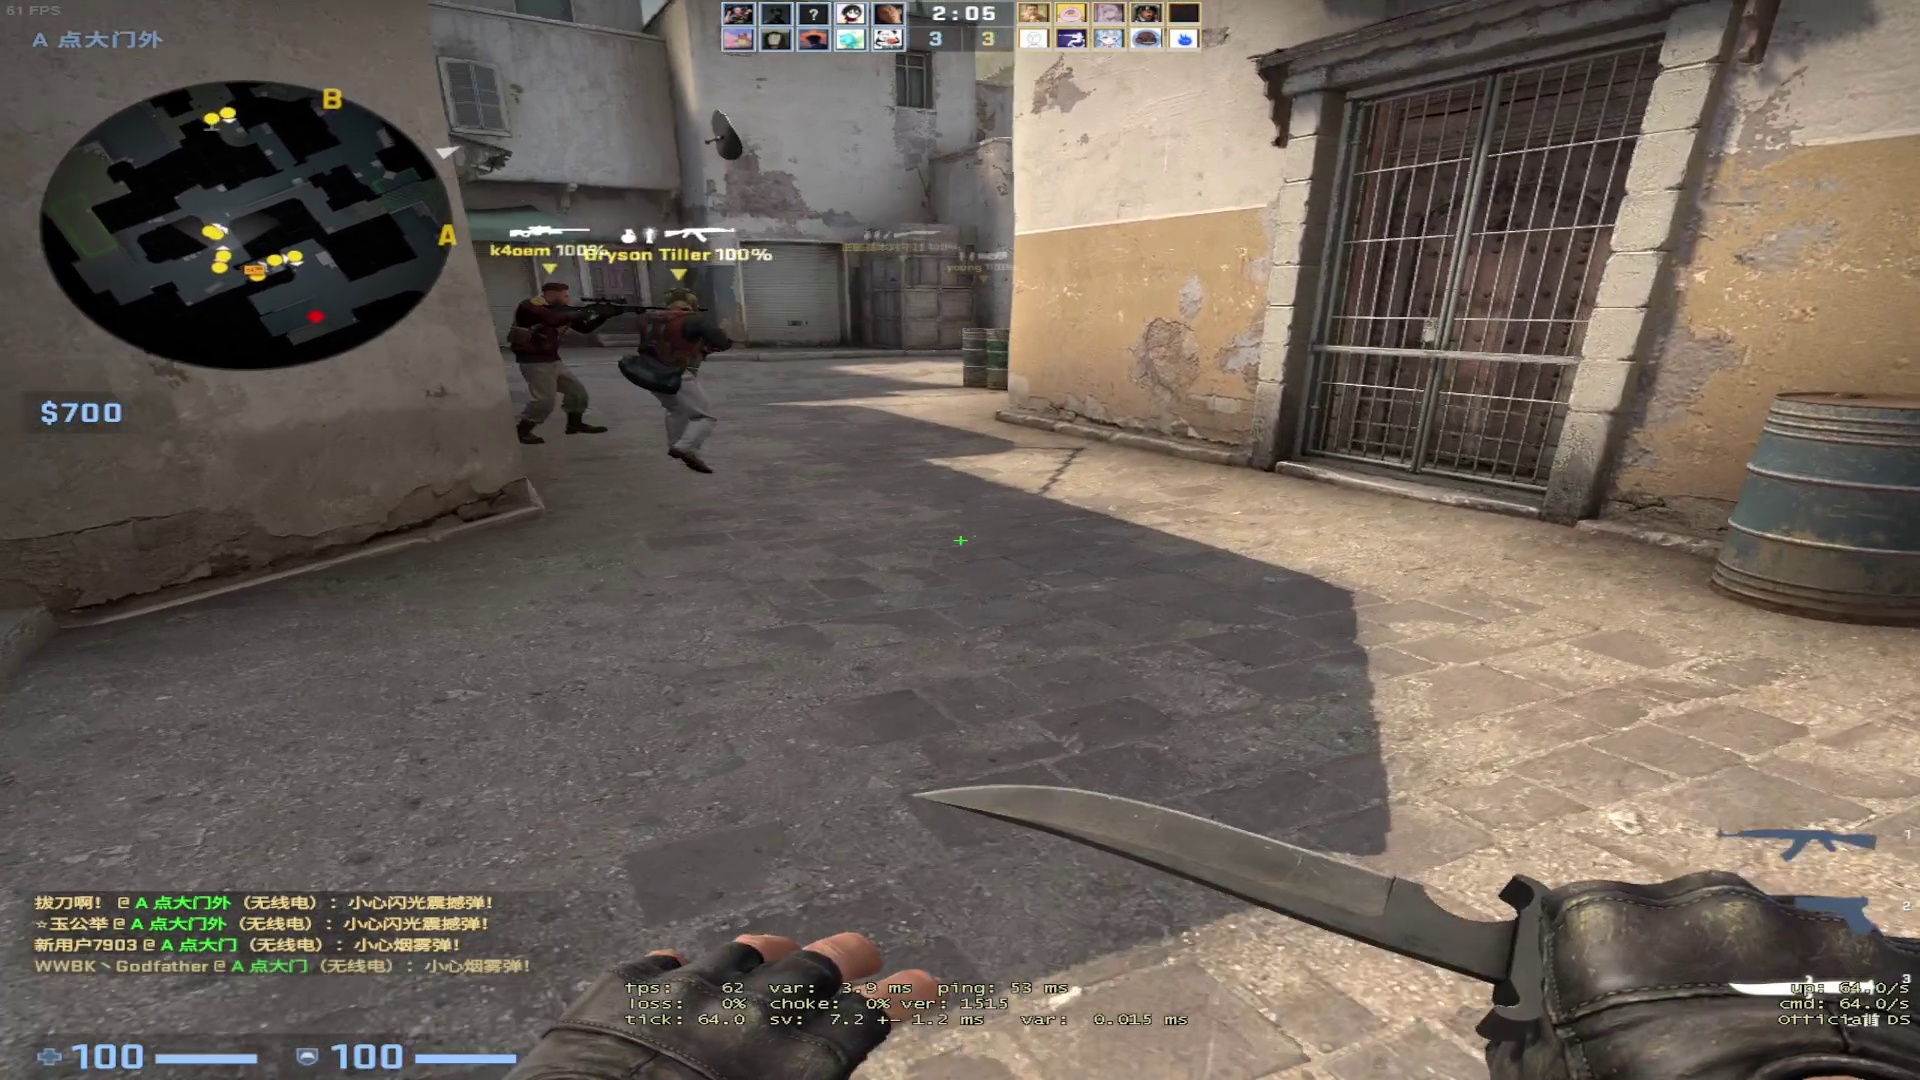 61 FPS
A 点大门外
2:05
3 3
B
A
k4oem 100%
Bryson Tiller 100%
young 100%
$700
1
2
3
拔刀啊! @ A 点大门外 (无线电): 小心闪光震撼弹!
☆玉公举 @ A 点大门外 (无线电): 小心闪光震撼弹!
新用户7903 @ A 点大门 (无线电): 小心烟雾弹!
WWBK丶Godfather @ A 点大门 (无线电): 小心烟雾弹!
fps: 62 var: 3.9 ms ping: 53 ms
loss: 0% choke: 0% ver: 1515
tick: 64.0 sv: 7.2 +- 1.2 ms var: 0.015 ms
up: 64.0/s
cmd: 64.0/s
Official DS
100 100